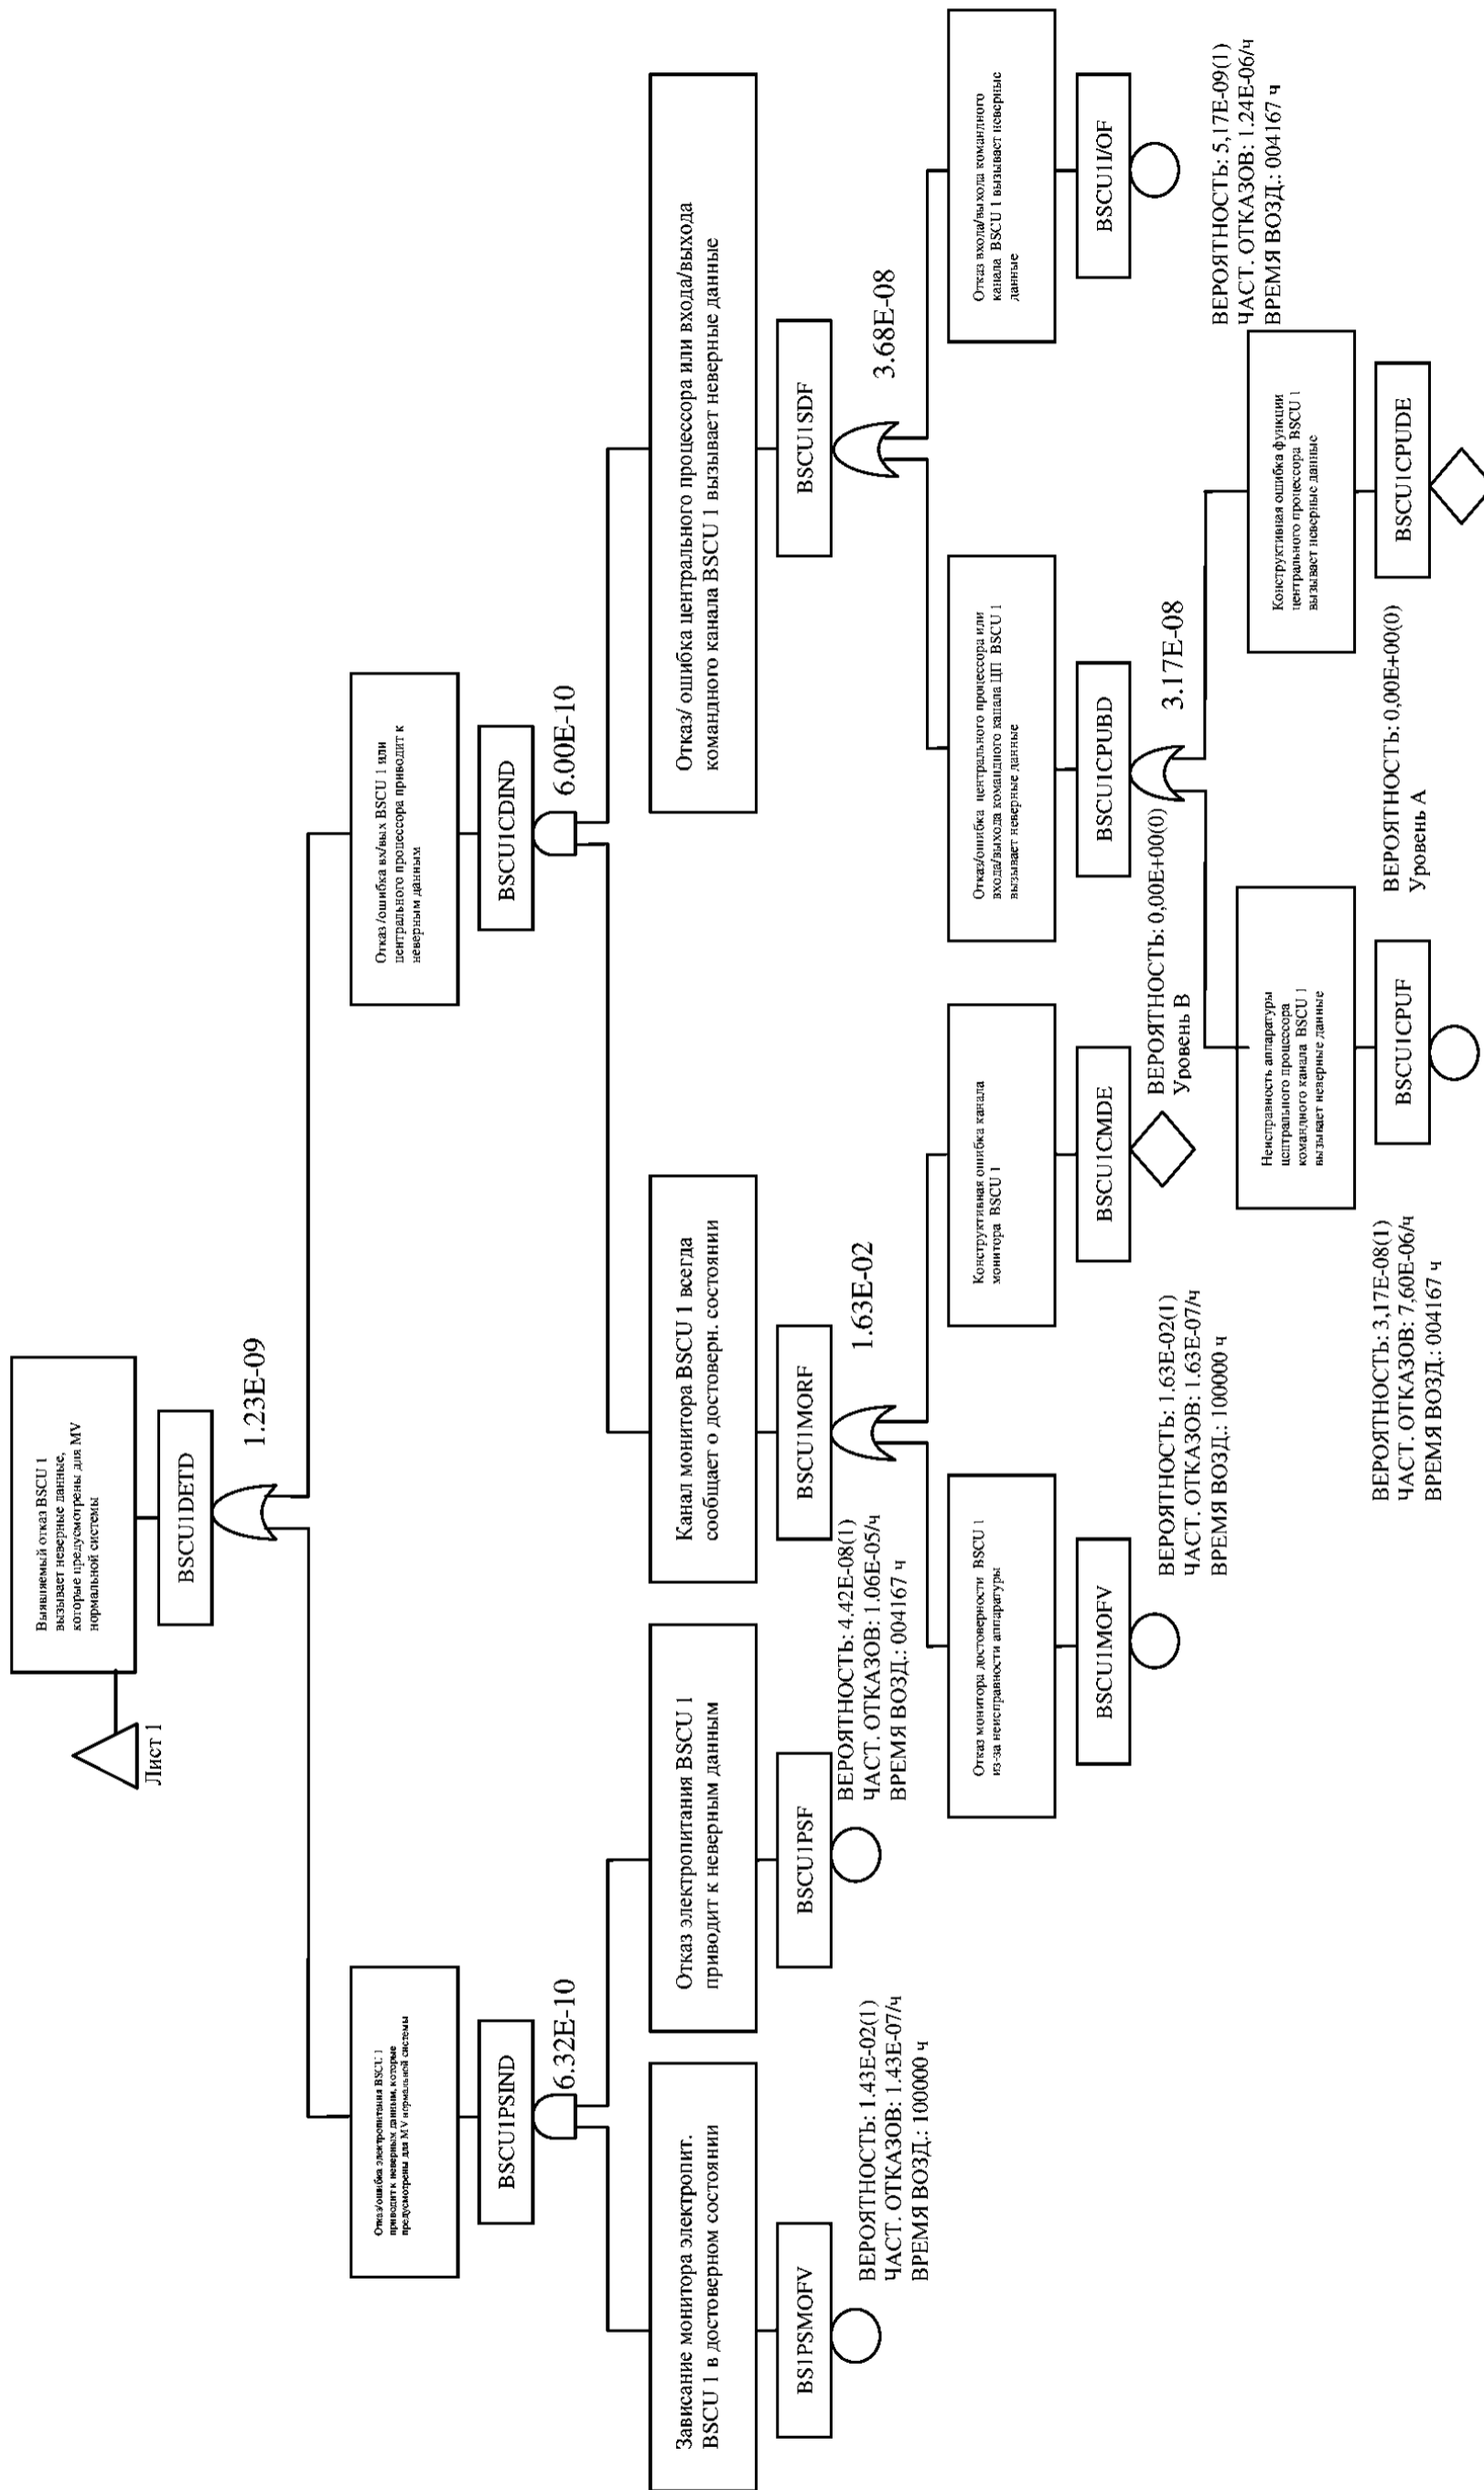 Выявляемый отказ BSCU 1
вызывает неверные данные,
которые предусмотрены для MV
нормальной системы
Лист 1
BSCU1DETD
1.23E-09
Отказ/ошибка электропитания BSCU 1
приводит к неверным данным, которые
предусмотрены для MV нормальной системы
BSCU1PSIND
6.32E-10
Отказ /ошибка вх/вых BSCU 1 или
центрального процессора приводит к
неверным данным
BSCU1CDIND
6.00E-10
Зависание монитора электропит.
BSCU 1 в достоверном состоянии
BS1PSMOFV
ВЕРОЯТНОСТЬ: 1.43E-02(1)
ЧАСТ. ОТКАЗОВ: 1.43E-07/ч
ВРЕМЯ ВОЗД.: 100000 ч
Отказ электропитания BSCU 1
приводит к неверным данным
BSCU1PSF
ВЕРОЯТНОСТЬ: 4.42E-08(1)
ЧАСТ. ОТКАЗОВ: 1.06E-05/ч
ВРЕМЯ ВОЗД.: 004167 ч
Канал монитора BSCU 1 всегда
сообщает о достоверн. состоянии
BSCU1MORF
1.63E-02
Отказ/ ошибка центрального процессора или входа/выхода
командного канала BSCU 1 вызывает неверные данные
BSCU1SDF
3.68E-08
Отказ монитора достоверности BSCU 1
из-за неисправности аппаратуры
BSCU1MOFV
ВЕРОЯТНОСТЬ: 1.63E-02(1)
ЧАСТ. ОТКАЗОВ: 1.63E-07/ч
ВРЕМЯ ВОЗД.: 100000 ч
Конструктивная ошибка канала
монитора BSCU 1
BSCU1CMDE
ВЕРОЯТНОСТЬ: 0,00E+00(0)
Уровень B
Отказ/ошибка центрального процессора или
входа/выхода командного канала ЦП BSCU 1
вызывает неверные данные
BSCU1CPUBD
3.17E-08
Отказ входа/выхода командного
канала BSCU 1 вызывает неверные
данные
BSCU1I/OF
ВЕРОЯТНОСТЬ: 5,17E-09(1)
ЧАСТ. ОТКАЗОВ: 1.24E-06/ч
ВРЕМЯ ВОЗД.: 004167 ч
Неисправность аппаратуры
центрального процессора
командного канала BSCU 1
вызывает неверные данные
BSCU1CPUF
ВЕРОЯТНОСТЬ: 3,17E-08(1)
ЧАСТ. ОТКАЗОВ: 7,60E-06/ч
ВРЕМЯ ВОЗД.: 004167 ч
Конструктивная ошибка функции
центрального процессора BSCU 1
вызывает неверные данные
BSCU1CPUDE
ВЕРОЯТНОСТЬ: 0,00E+00(0)
Уровень A